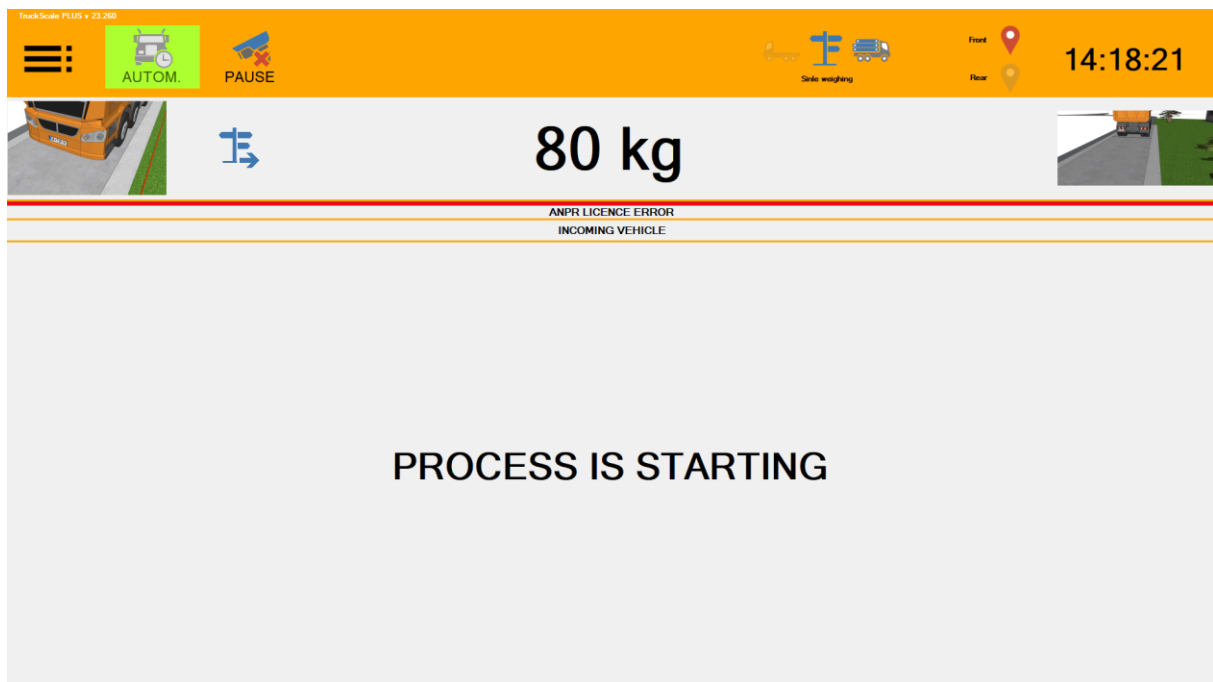 TruckScale PLUS v 23.260
AUTOM.
PAUSE
Sinle weighing
Front
Rear
14:18:21
80 kg
ANPR LICENCE ERROR
INCOMING VEHICLE
PROCESS IS STARTING